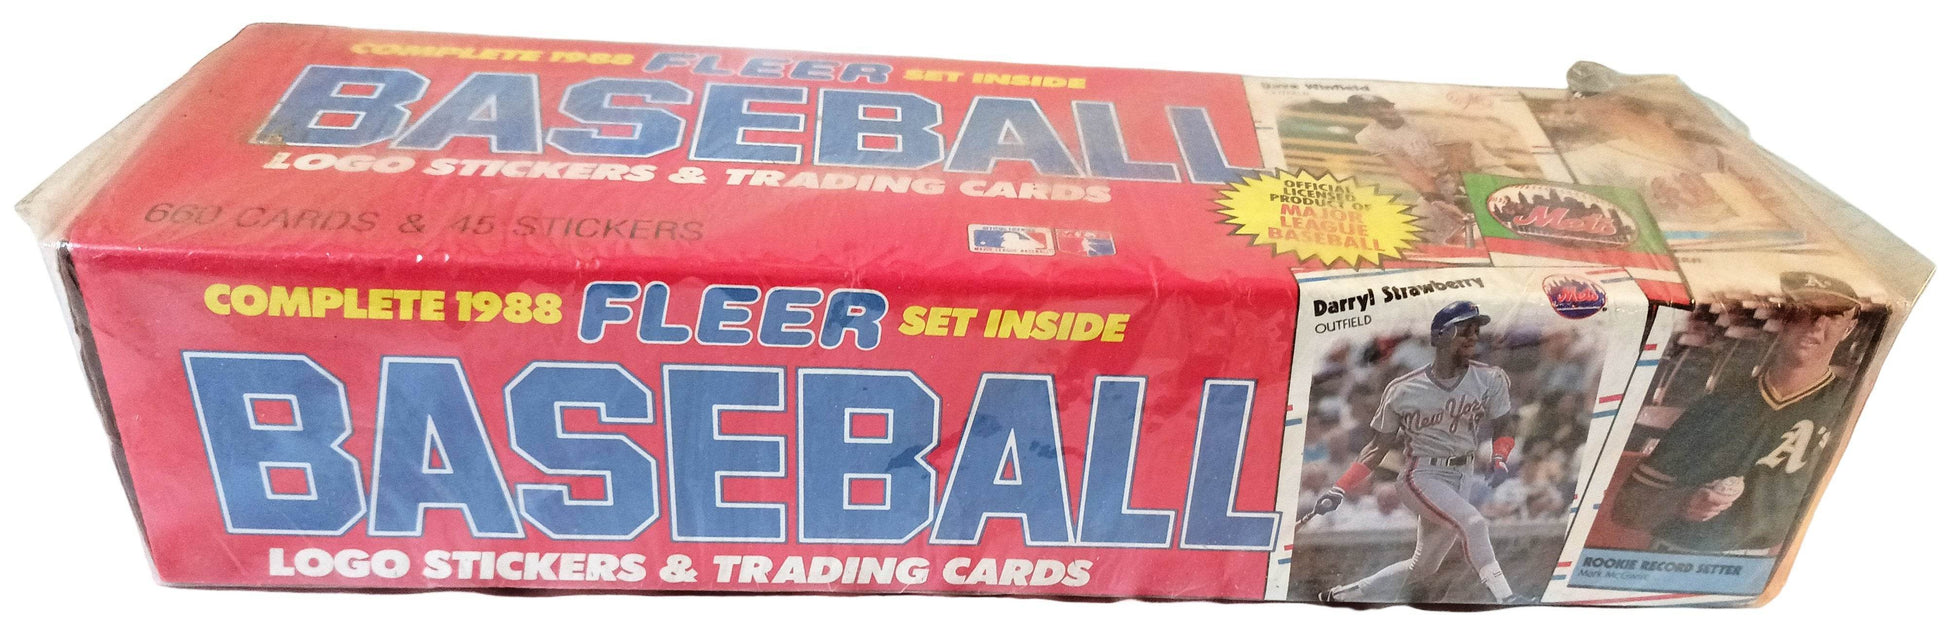 COMPLETE 1988 FLEER SET INSIDE
BASEBALL
LOGO STICKERS & TRADING CARDS
660 CARDS & 45 STICKERS
Dave Winfield
OUTFIELD
OFFICIAL
LICENSED
PRODUCT OF
MAJOR
LEAGUE
BASEBALL
Mets
COMPLETE 1988 FLEER SET INSIDE
BASEBALL
LOGO STICKERS & TRADING CARDS
Darryl Strawberry
OUTFIELD
Mets
New York
A's
A's
ROOKIE RECORD SETTER
Mark McGwire